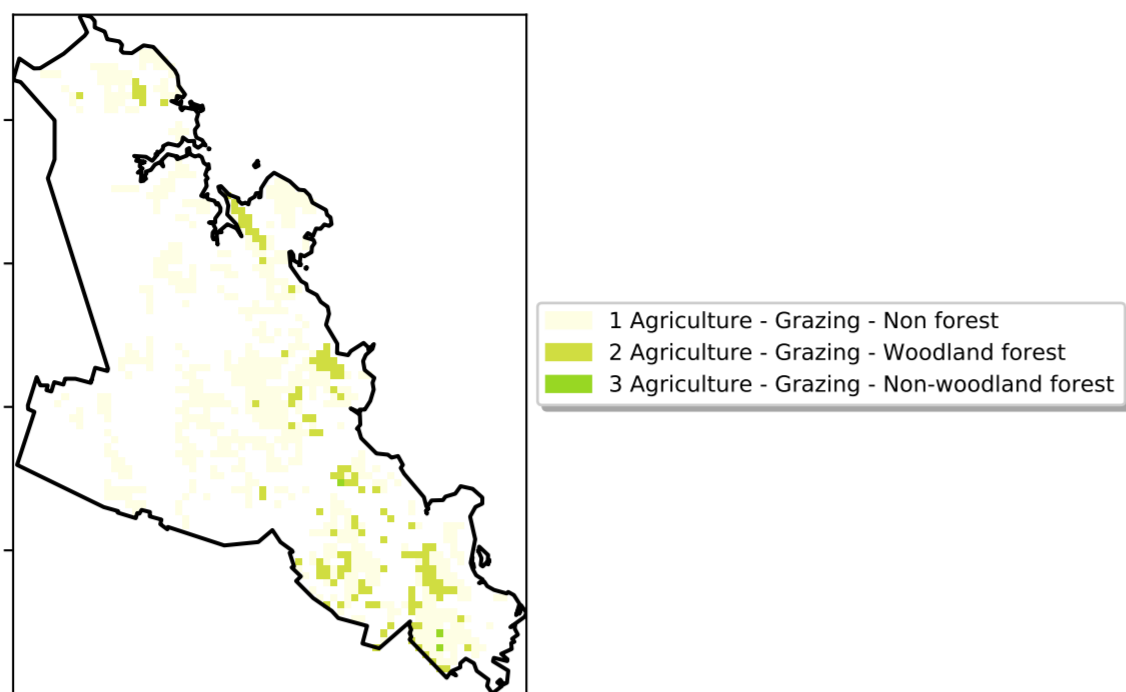 1 Agriculture - Grazing - Non forest
2 Agriculture - Grazing - Woodland forest
3 Agriculture - Grazing - Non-woodland forest